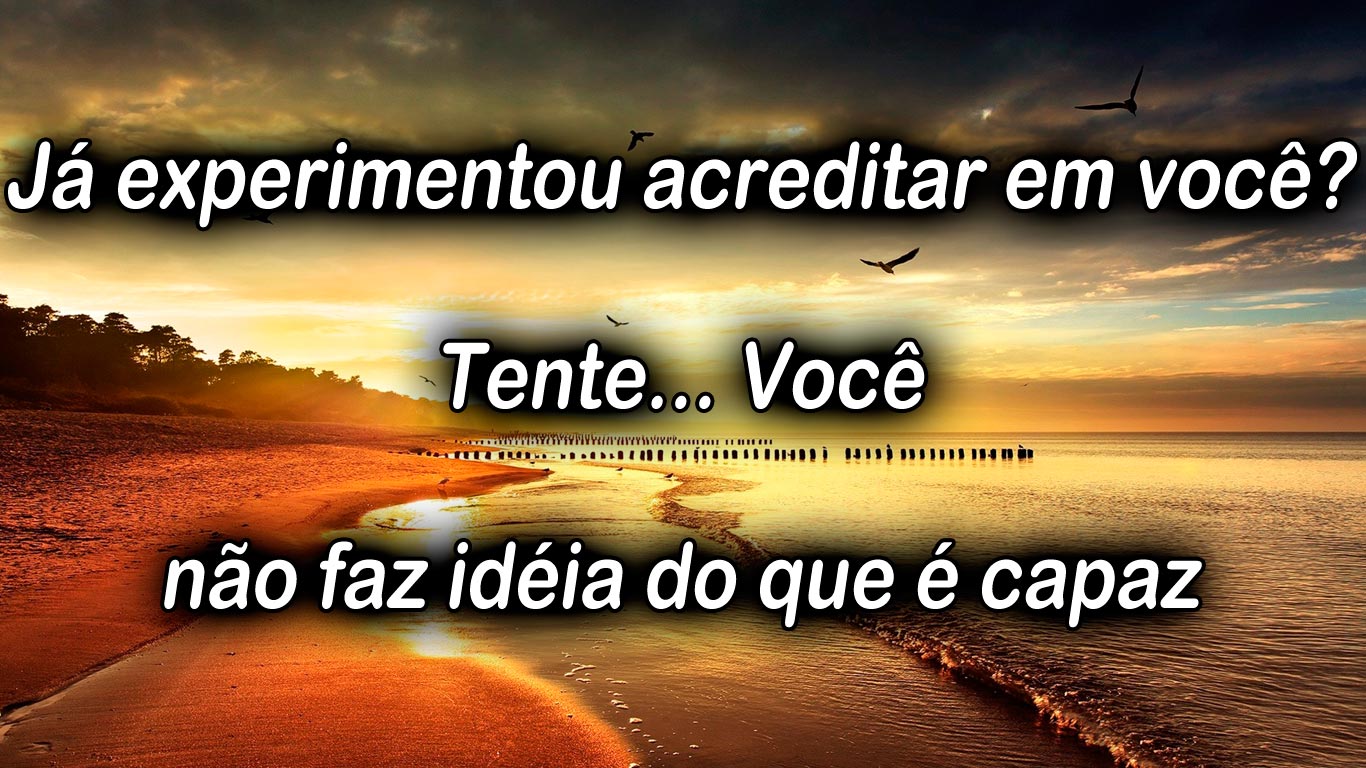 Já experimentou acreditar em você?
Tente... Você
não faz idéia do que é capaz